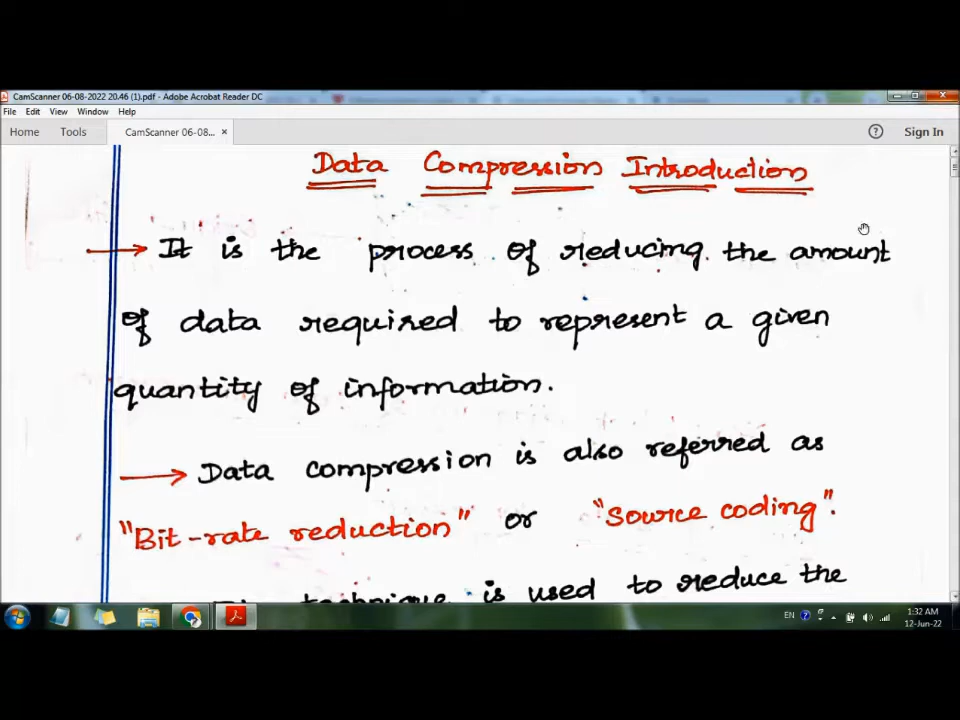 CamScanner 06-08-2022 20.46 (1).pdf - Adobe Acrobat Reader DC
File Edit View Window Help
Home Tools CamScanner 06-08... × Sign In
Data Compression Introduction
→ It is the process of reducing the amount
of data required to represent a given
quantity of information.
→ Data compression is also referred as
"Bit-rate reduction" or "Source coding".
technique is used to reduce the
EN 1:32 AM
12-Jun-22